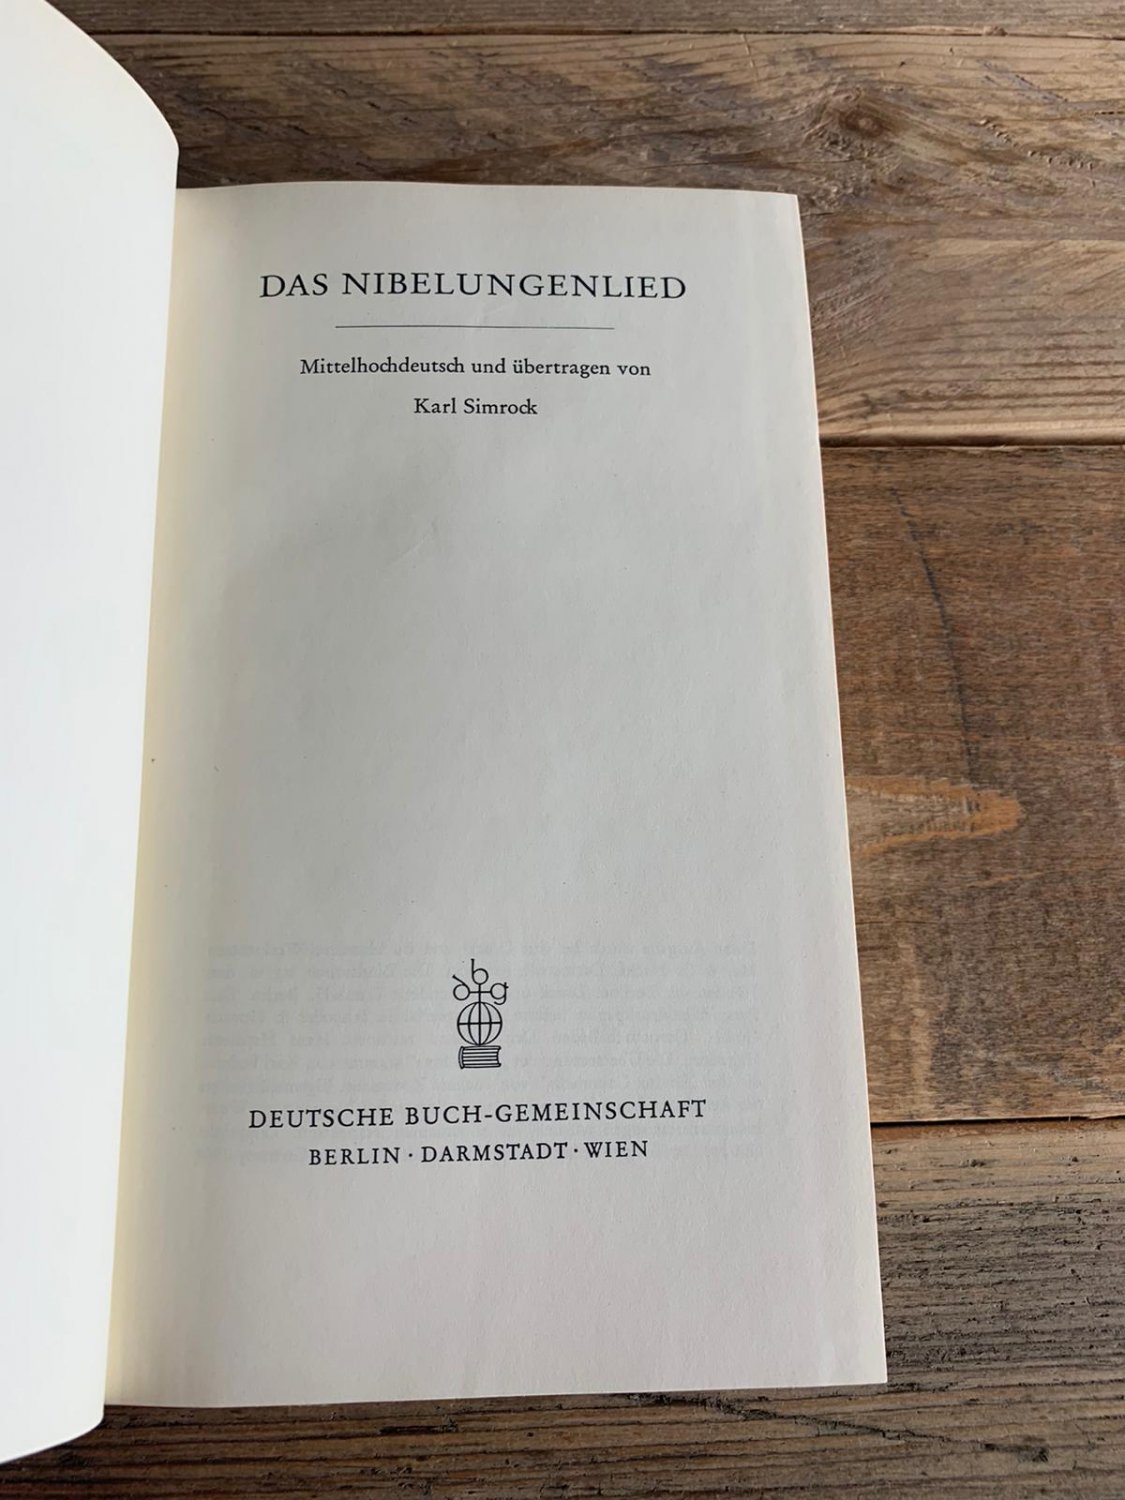 DAS NIBELUNGENLIED
Mittelhochdeutsch und übertragen von
Karl Simrock
dbg
DEUTSCHE BUCH-GEMEINSCHAFT
BERLIN · DARMSTADT · WIEN